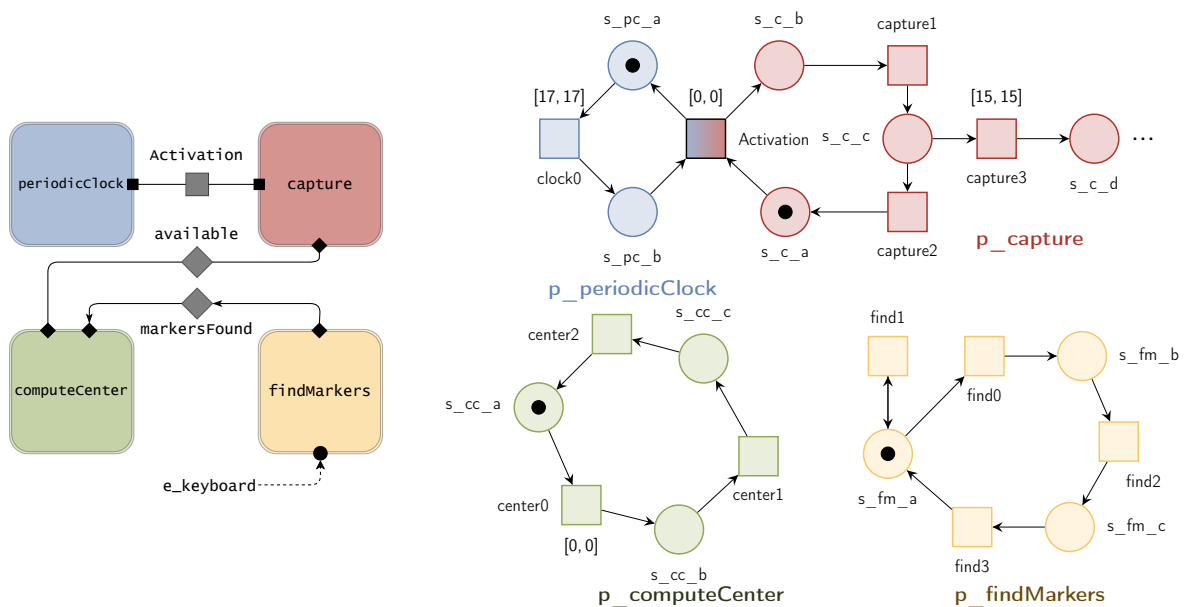 periodicClock
Activation
capture
available
markersFound
computeCenter
findMarkers
e_keyboard
s_pc_a
s_c_b
capture1
[17, 17]
[0, 0]
[15, 15]
clock0
Activation
s_c_c
capture3
s_c_d
...
s_pc_b
s_c_a
capture2
p_capture
p_periodicClock
center2
s_cc_c
s_cc_a
center0
center1
[0, 0]
s_cc_b
p_computeCenter
find1
find0
s_fm_b
s_fm_a
find2
s_fm_c
find3
p_findMarkers